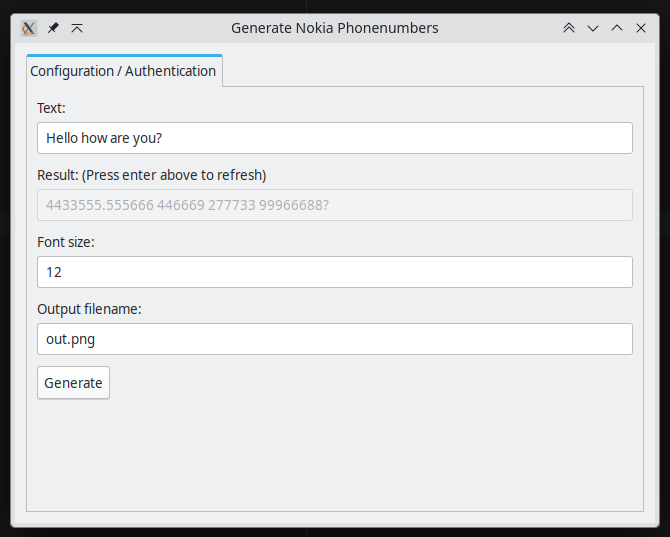 Generate Nokia Phonenumbers
Configuration / Authentication
Text:
Hello how are you?
Result: (Press enter above to refresh)
4433555.555666 446669 277733 99966688?
Font size:
12
Output filename:
out.png
Generate